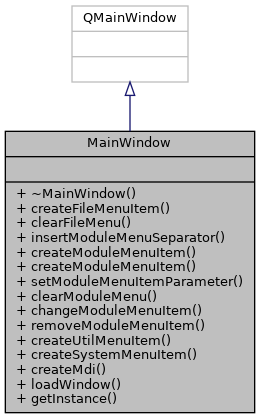 QMainWindow
MainWindow
+ ~MainWindow()
+ createFileMenuItem()
+ clearFileMenu()
+ insertModuleMenuSeparator()
+ createModuleMenuItem()
+ createModuleMenuItem()
+ setModuleMenuItemParameter()
+ clearModuleMenu()
+ changeModuleMenuItem()
+ removeModuleMenuItem()
+ createUtilMenuItem()
+ createSystemMenuItem()
+ createMdi()
+ loadWindow()
+ getInstance()